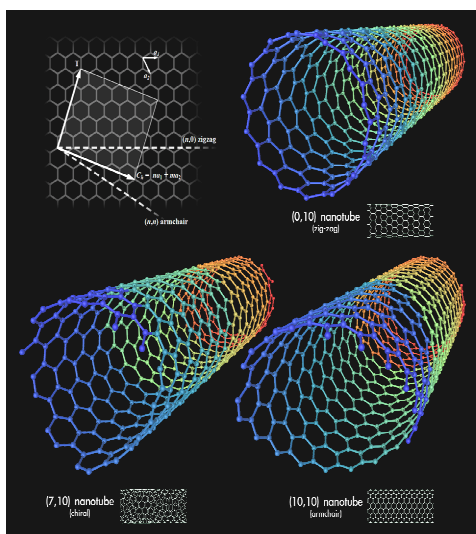 a₁
a₂
T
(n,0) zigzag
Cₕ = na₁ + ma₂
(n,n) armchair
(0,10) nanotube
(zig-zag)
(7,10) nanotube
(chiral)
(10,10) nanotube
(armchair)